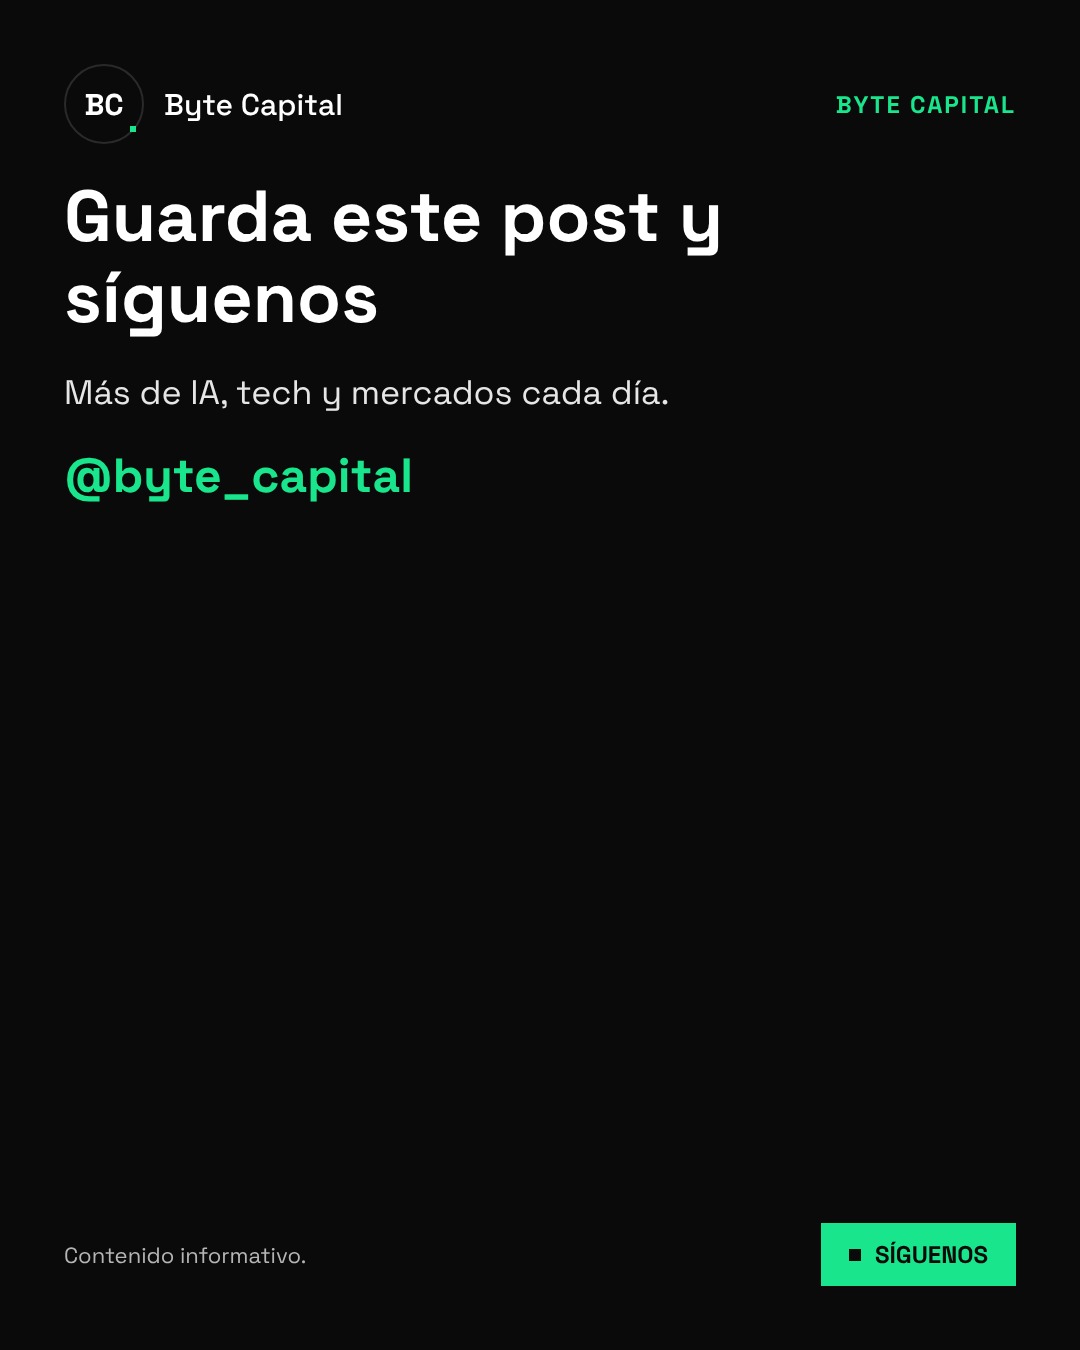 BC
Byte Capital
BYTE CAPITAL
Guarda este post y
síguenos
Más de IA, tech y mercados cada día.
@byte_capital
Contenido informativo.
SÍGUENOS